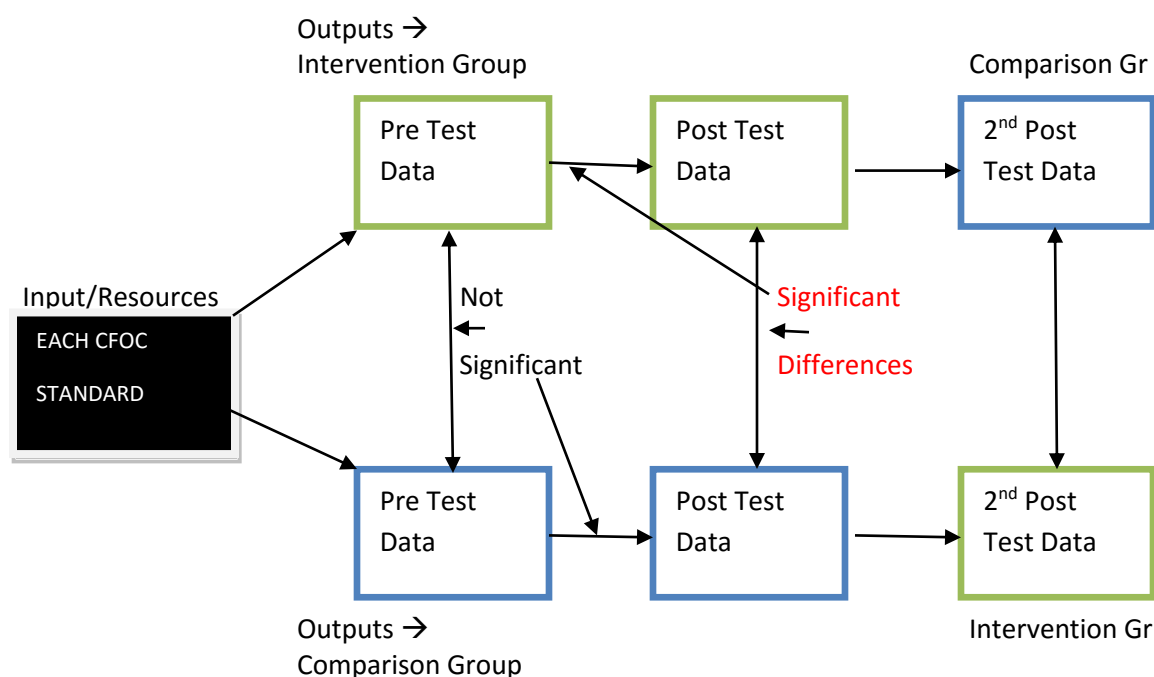 Outputs →
Intervention Group
Comparison Gr
Pre Test
Data
Post Test
Data
2nd Post
Test Data
Input/Resources
EACH CFOC
STANDARD
Not
Significant
Significant
Differences
Pre Test
Data
Post Test
Data
2nd Post
Test Data
Outputs →
Comparison Group
Intervention Gr